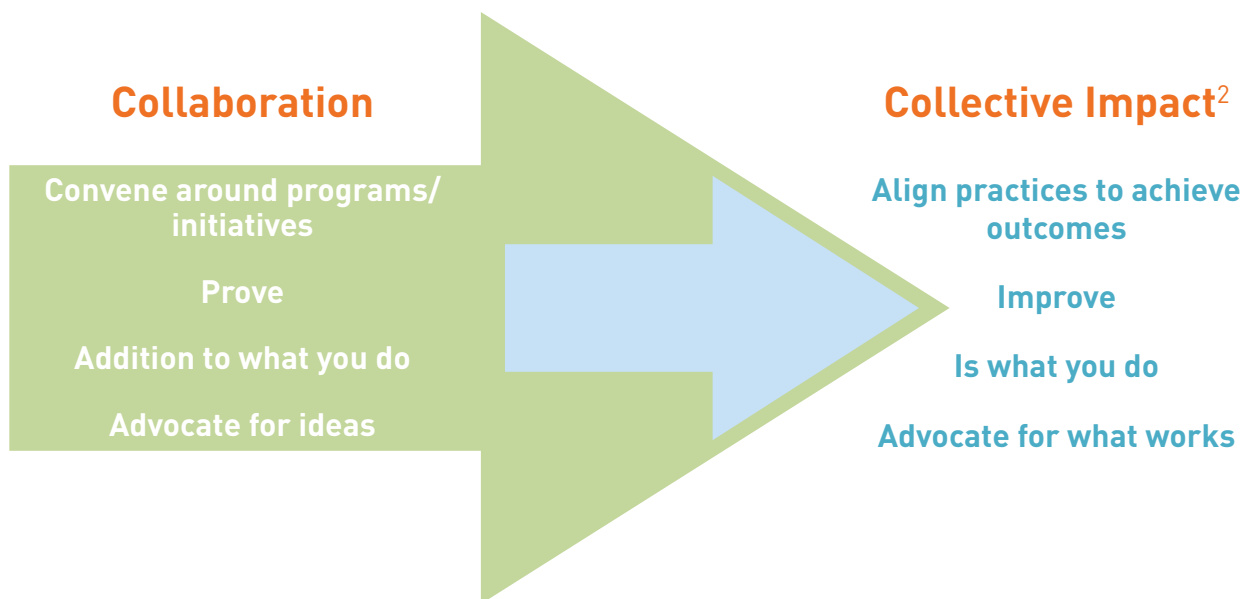 Collaboration
Convene around programs/
initiatives
Prove
Addition to what you do
Advocate for ideas
Collective Impact²
Align practices to achieve
outcomes
Improve
Is what you do
Advocate for what works